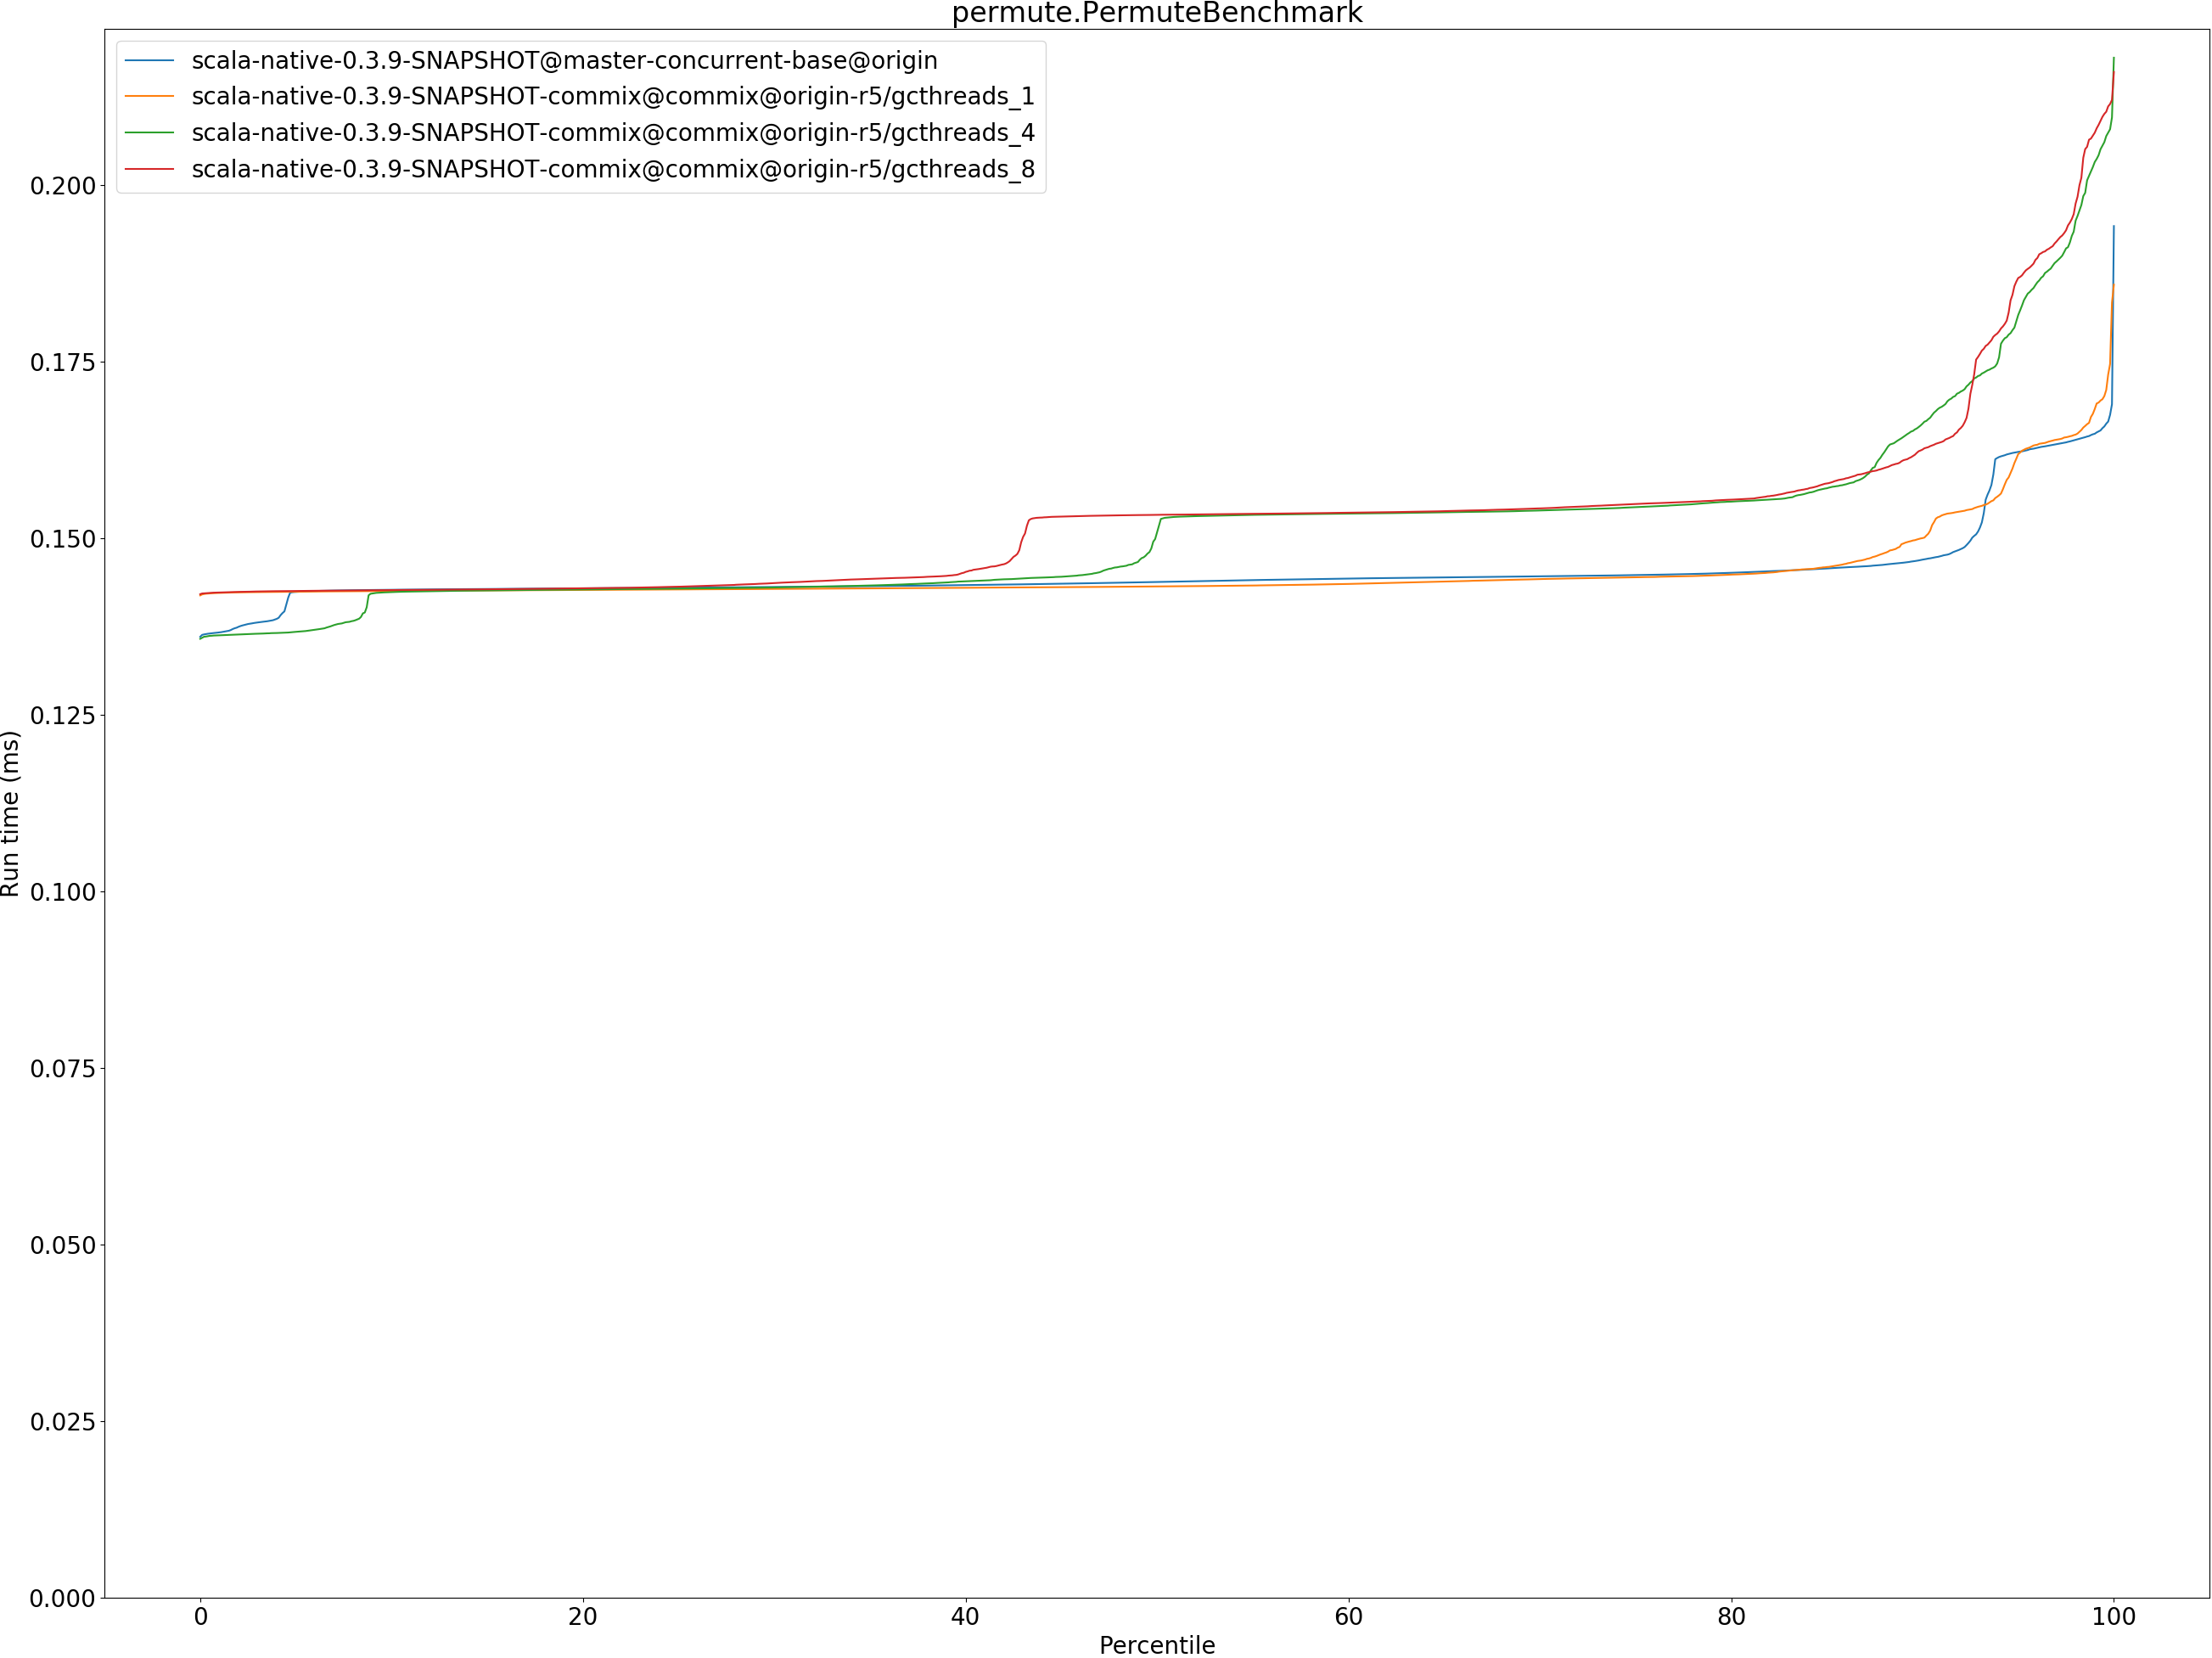 permute.PermuteBenchmark
scala-native-0.3.9-SNAPSHOT@master-concurrent-base@origin
scala-native-0.3.9-SNAPSHOT-commix@commix@origin-r5/gcthreads_1
scala-native-0.3.9-SNAPSHOT-commix@commix@origin-r5/gcthreads_4
scala-native-0.3.9-SNAPSHOT-commix@commix@origin-r5/gcthreads_8
0.200
0.175
0.150
0.125
0.100
0.075
0.050
0.025
0.000
Run time (ms)
0 20 40 60 80 100
Percentile